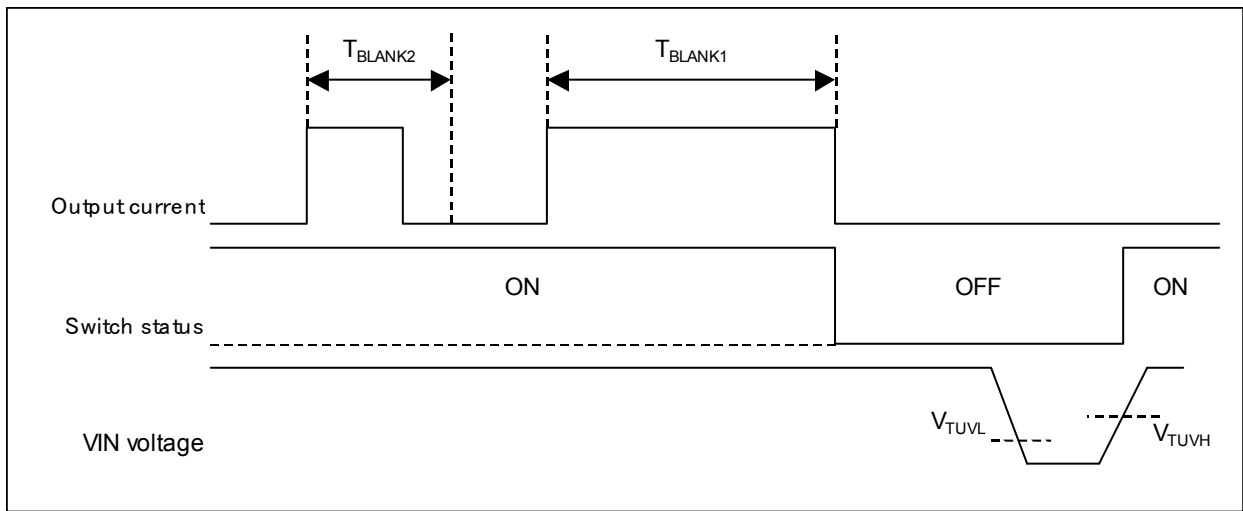 TBLANK2
TBLANK1
Output current
ON
OFF
ON
Switch status
VTUVL
VTUVH
VIN voltage